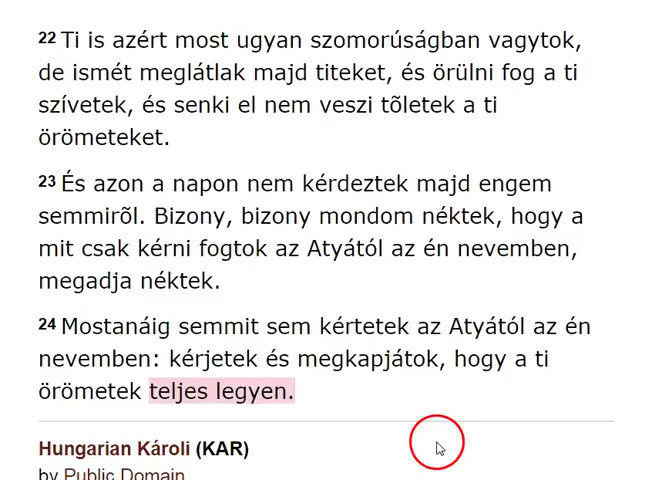 22 Ti is azért most ugyan szomorúságban vagytok,
de ismét meglátlak majd titeket, és örülni fog a ti
szívetek, és senki el nem veszi tõletek a ti
örömeteket.
23 És azon a napon nem kérdeztek majd engem
semmirõl. Bizony, bizony mondom néktek, hogy a
mit csak kérni fogtok az Atyától az én nevemben,
megadja néktek.
24 Mostanáig semmit sem kértetek az Atyától az én
nevemben: kérjetek és megkapjátok, hogy a ti
örömetek teljes legyen.
Hungarian Károli (KAR)
by Public Domain